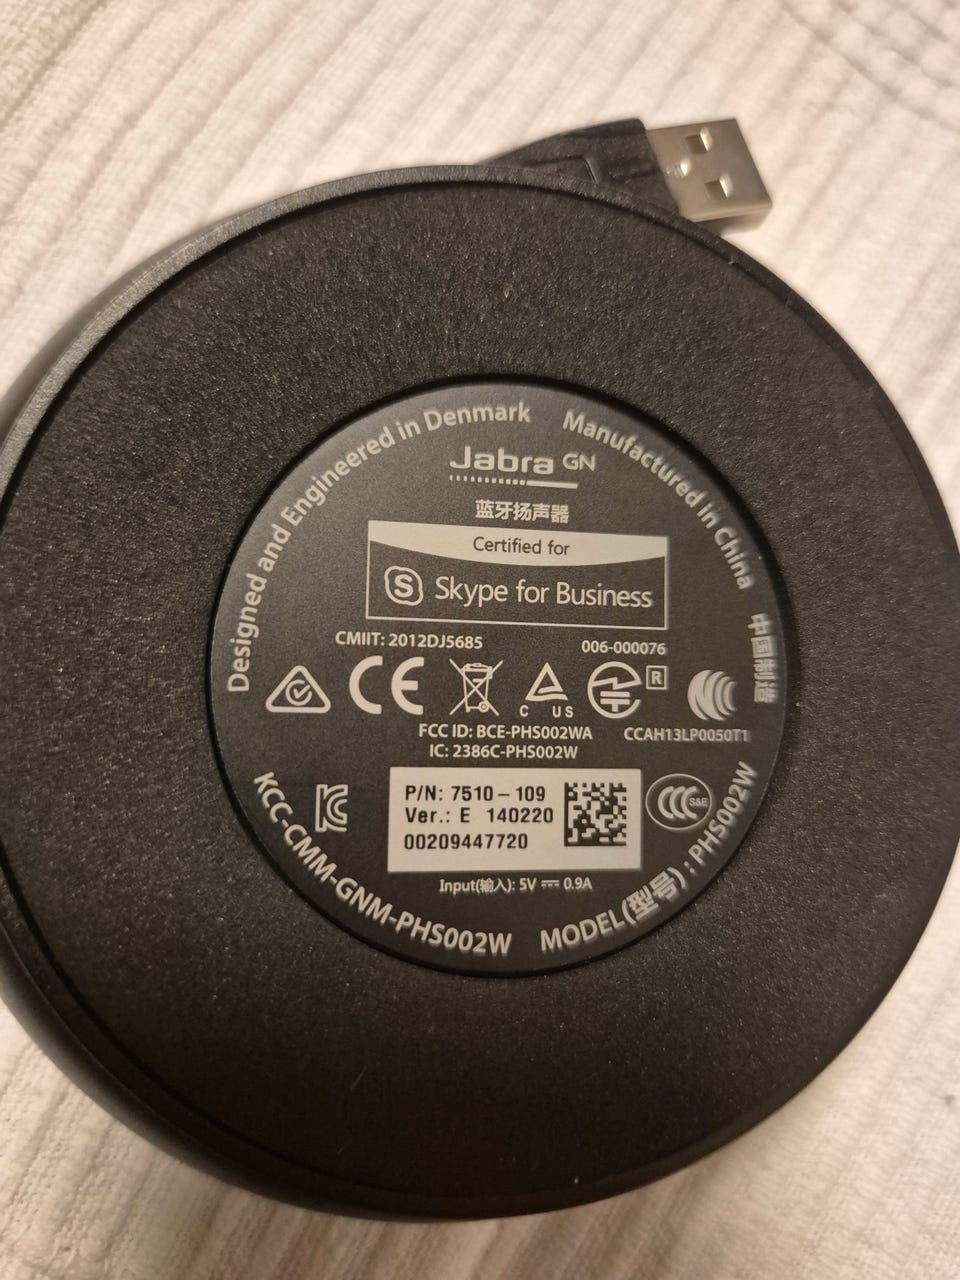 Designed and Engineered in Denmark
Manufactured in China
中国制造
Jabra GN
蓝牙扬声器
Certified for
S Skype for Business
CMIIT: 2012DJ5685
006-000076
CE
C US
R
FCC ID: BCE-PHS002WA
CCAH13LP0050T1
IC: 2386C-PHS002W
P/N: 7510-109
Ver.: E 140220
00209447720
S&E
Input(输入): 5V ⎓ 0.9A
KCC-CMM-GNM-PHS002W
MODEL(型号): PHS002W